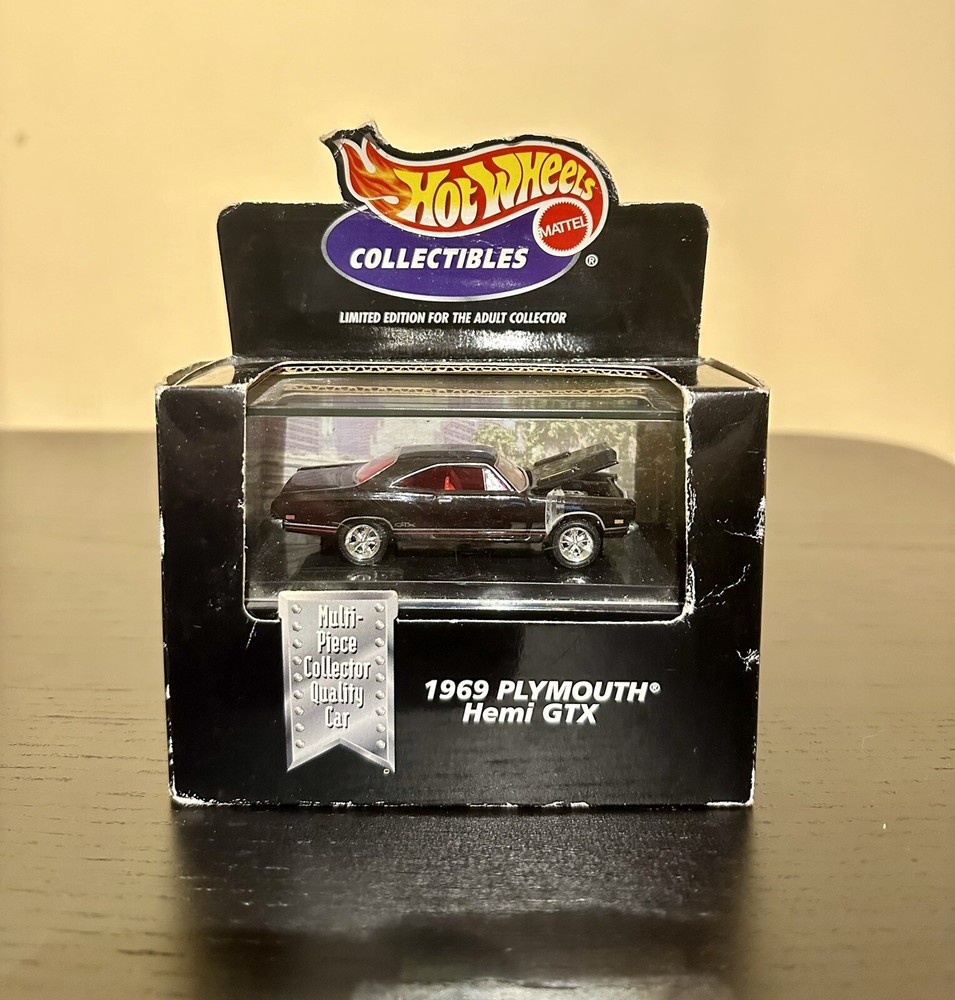 HOT WHEELS
MATTEL
COLLECTIBLES ®
LIMITED EDITION FOR THE ADULT COLLECTOR
GTX
Multi-
Piece
Collector
Quality
Car
1969 PLYMOUTH®
Hemi GTX